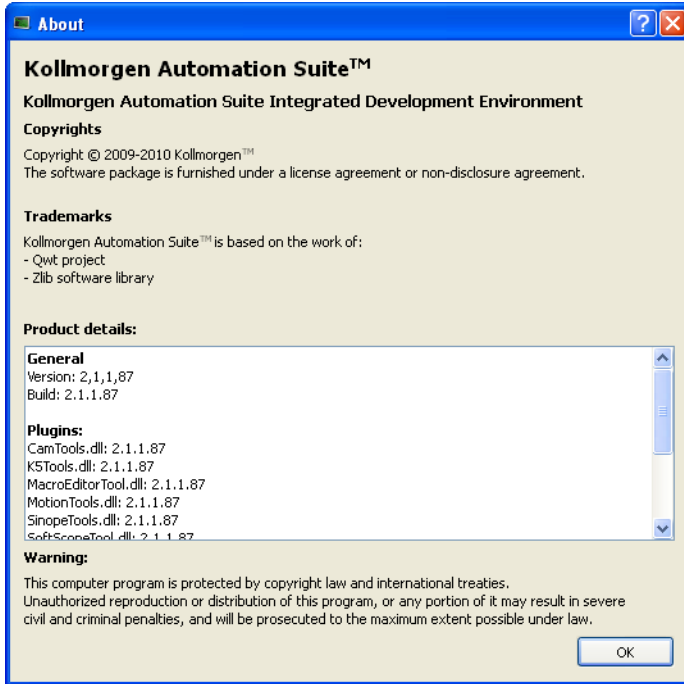 About
Kollmorgen Automation Suite™
Kollmorgen Automation Suite Integrated Development Environment
Copyrights
Copyright © 2009-2010 Kollmorgen™
The software package is furnished under a license agreement or non-disclosure agreement.
Trademarks
Kollmorgen Automation Suite™ is based on the work of:
- Qwt project
- Zlib software library
Product details:
General
Version: 2,1,1,87
Build: 2.1.1.87
Plugins:
CamTools.dll: 2.1.1.87
K5Tools.dll: 2.1.1.87
MacroEditorTool.dll: 2.1.1.87
MotionTools.dll: 2.1.1.87
SinopeTools.dll: 2.1.1.87
SoftScopeTool.dll: 2.1.1.87
Warning:
This computer program is protected by copyright law and international treaties.
Unauthorized reproduction or distribution of this program, or any portion of it may result in severe
civil and criminal penalties, and will be prosecuted to the maximum extent possible under law.
OK